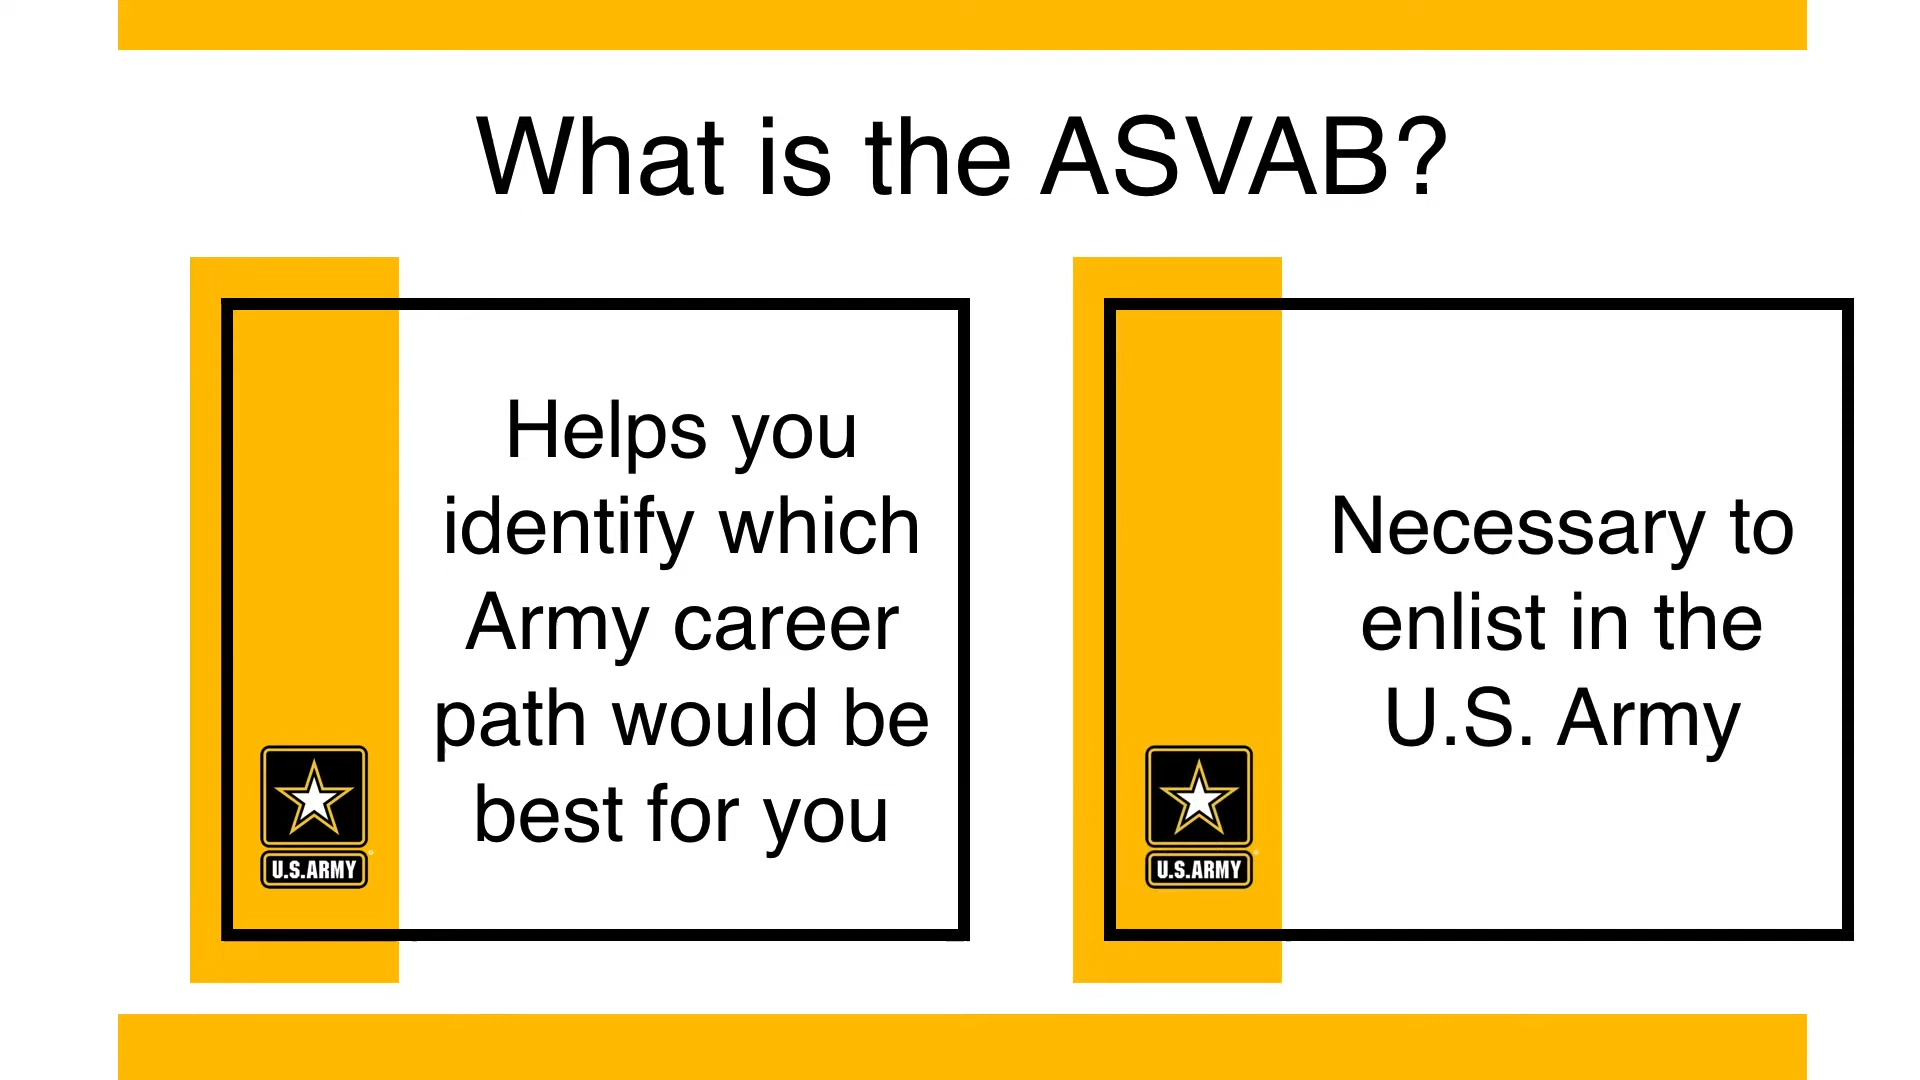 What is the ASVAB?
Helps you
identify which
Army career
path would be
best for you
U.S.ARMY
Necessary to
enlist in the
U.S. Army
U.S.ARMY